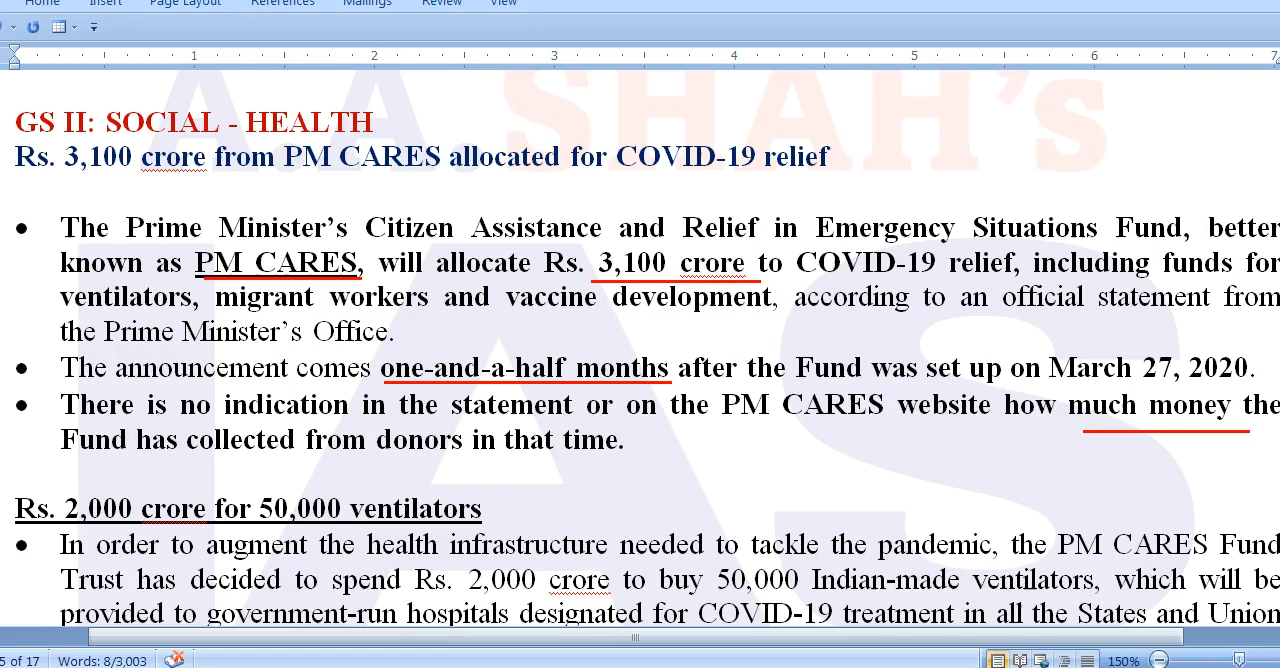 Home Insert Page Layout References Mailings Review View
1 2 3 4 5 6 7
A.A.SHAH's
IAS
GS II: SOCIAL - HEALTH
Rs. 3,100 crore from PM CARES allocated for COVID-19 relief
• The Prime Minister's Citizen Assistance and Relief in Emergency Situations Fund, better
known as PM CARES, will allocate Rs. 3,100 crore to COVID-19 relief, including funds for
ventilators, migrant workers and vaccine development, according to an official statement from
the Prime Minister's Office.
• The announcement comes one-and-a-half months after the Fund was set up on March 27, 2020.
• There is no indication in the statement or on the PM CARES website how much money the
Fund has collected from donors in that time.
Rs. 2,000 crore for 50,000 ventilators
• In order to augment the health infrastructure needed to tackle the pandemic, the PM CARES Fund
Trust has decided to spend Rs. 2,000 crore to buy 50,000 Indian-made ventilators, which will be
provided to government-run hospitals designated for COVID-19 treatment in all the States and Union
5 of 17 Words: 8/3,003 150%